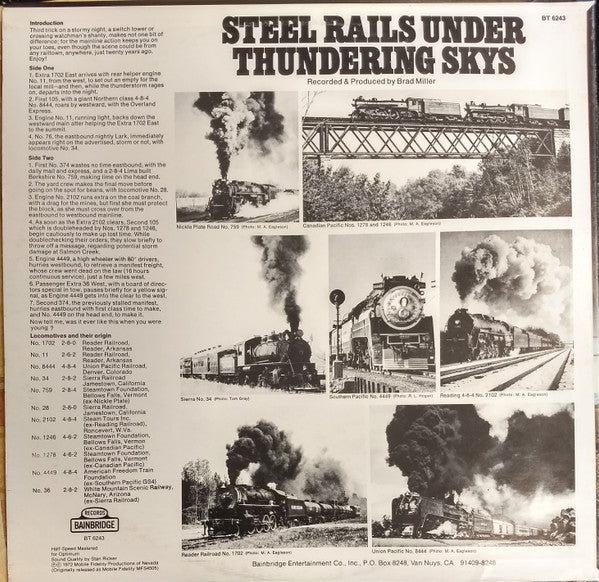 Introduction
Third trick on a stormy night, a switch tower or
crossing watchman's shanty, makes not one bit of
difference; for the mainline action keeps you on
your toes, even though the scene could be from
any railtown, anywhere, just twenty years ago.
Enjoy!
Side One
1. Extra 1702 East arrives with rear helper engine
No. 11, from the west, to set out an empty for the
local mill—and then, while the thunderstorm rages
on, departs into the night.
2. First 105, with a giant Northern class 4-8-4
No. 8444, roars by westward, with the Overland
Express.
3. Engine No. 11, running light, backs down the
westward main after helping the Extra 1702 East
to the summit.
4. No. 76, the eastbound nightly Lark, immediately
appears right on the advertised, storm or not, with
locomotive No. 34.
Side Two
1. First No. 374 wastes no time eastbound, with the
daily mail and express, and a 2-8-4 Lima built
Berkshire No. 759, making time on the head end.
2. The yard crew makes the final move before
going on the spot for beans, with locomotive No. 28.
3. Engine No. 2102 runs extra on the coal branch,
with a drag for the mines, but first she must protect
the block, as she must cross over from the
eastbound to westbound mainline.
4. As soon as the Extra 2102 clears, Second 105
which is doubleheaded by Nos. 1278 and 1246,
begin cautiously to make up lost time. While
doublechecking their orders, they slow briefly to
throw off a message, regarding potential storm
damage at Salmon Creek.
5. Engine 4449, a high wheeler with 80" drivers,
hurries westbound, to retrieve a manifest freight,
whose crew went dead on the law (16 hours
continuous service), just a few miles west.
6. Passenger Extra 36 West, with a board of direc-
tors special in tow, pauses briefly for a yellow sig-
nal, as Engine 4449 gets into the clear to the west.
7. Second 374, the previously stalled manifest,
hurries eastbound with first class time to make,
and No. 4449 on the head end, to make it.
Now tell me, was it ever like this when you were
young ?
Locomotives and their origin
No. 1702 2-8-0 Reader Railroad,
Reader, Arkansas
No. 11 2-6-2 Reader Railroad,
Reader, Arkansas
No. 8444 4-8-4 Union Pacific Railroad,
Denver, Colorado
No. 34 2-8-2 Sierra Railroad
Jamestown, California
No. 759 2-8-4 Steamtown Foundation,
Bellows Falls, Vermont
(ex-Nickle Plate)
No. 28 2-6-0 Sierra Railroad,
Jamestown, California
No. 2102 4-8-4 Steam Tours Inc.
(ex-Reading Railroad),
Ronceverte, W.Va.
No. 1246 4-6-2 Steamtown Foundation,
Bellows Falls, Vermon
(ex-Canadian Pacific)
No. 1278 4-6-2 Steamtown Foundation,
Bellows Falls, Vermont
(ex-Canadian Pacific)
No. 4449 4-8-4 American Freedom Train
Foundation
(ex-Southern Pacific GS4)
No. 36 2-8-2 White Mountain Scenic Railway,
McNary, Arizona
(ex-Sierra Railroad)
RECORDS
BAINBRIDGE
BT 6243
Half-Speed Mastered
for Optimum
Sound Quality by Stan Ricker
©℗ 1972 Mobile Fidelity Productions of Nevada
(Originally released as Mobile Fidelity MFS4505)
BT 6243
STEEL RAILS UNDER
THUNDERING SKYS
Recorded & Produced by Brad Miller
Nickle Plate Road No. 759 (Photo: M. A. Eagleson)
Canadian Pacific Nos. 1278 and 1246 (Photo: M. A. Eagleson)
Sierra No. 34 (Photo: Tom Gray)
Southern Pacific No. 4449 (Photo: R. L. Hogan)
Reading 4-8-4 No. 2102 (Photo: M. A. Eagleson)
Reader Railroad No. 1702 (Photo: M. A. Eagleson)
Union Pacific No. 8444 (Photo: M. A. Eagleson)
Bainbridge Entertainment Co., Inc., P.O. Box 8248, Van Nuys, CA 91409-8248